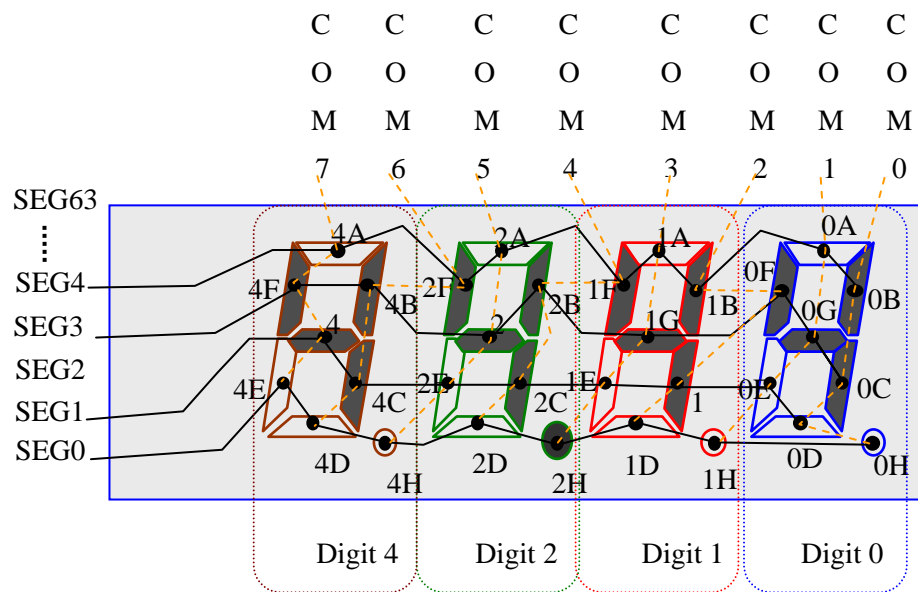 C C C C C C C C
O O O O O O O O
M M M M M M M M
7 6 5 4 3 2 1 0
SEG63
4A 2A 1A 0A
SEG4 4F 4B 2F 2B 1F 1B 0F 0B
SEG3 4 2 1G 0G
SEG2 4E 4C 2E 2C 1E 1 0E 0C
SEG1
SEG0 4D 4H 2D 2H 1D 1H 0D 0H
Digit 4 Digit 2 Digit 1 Digit 0